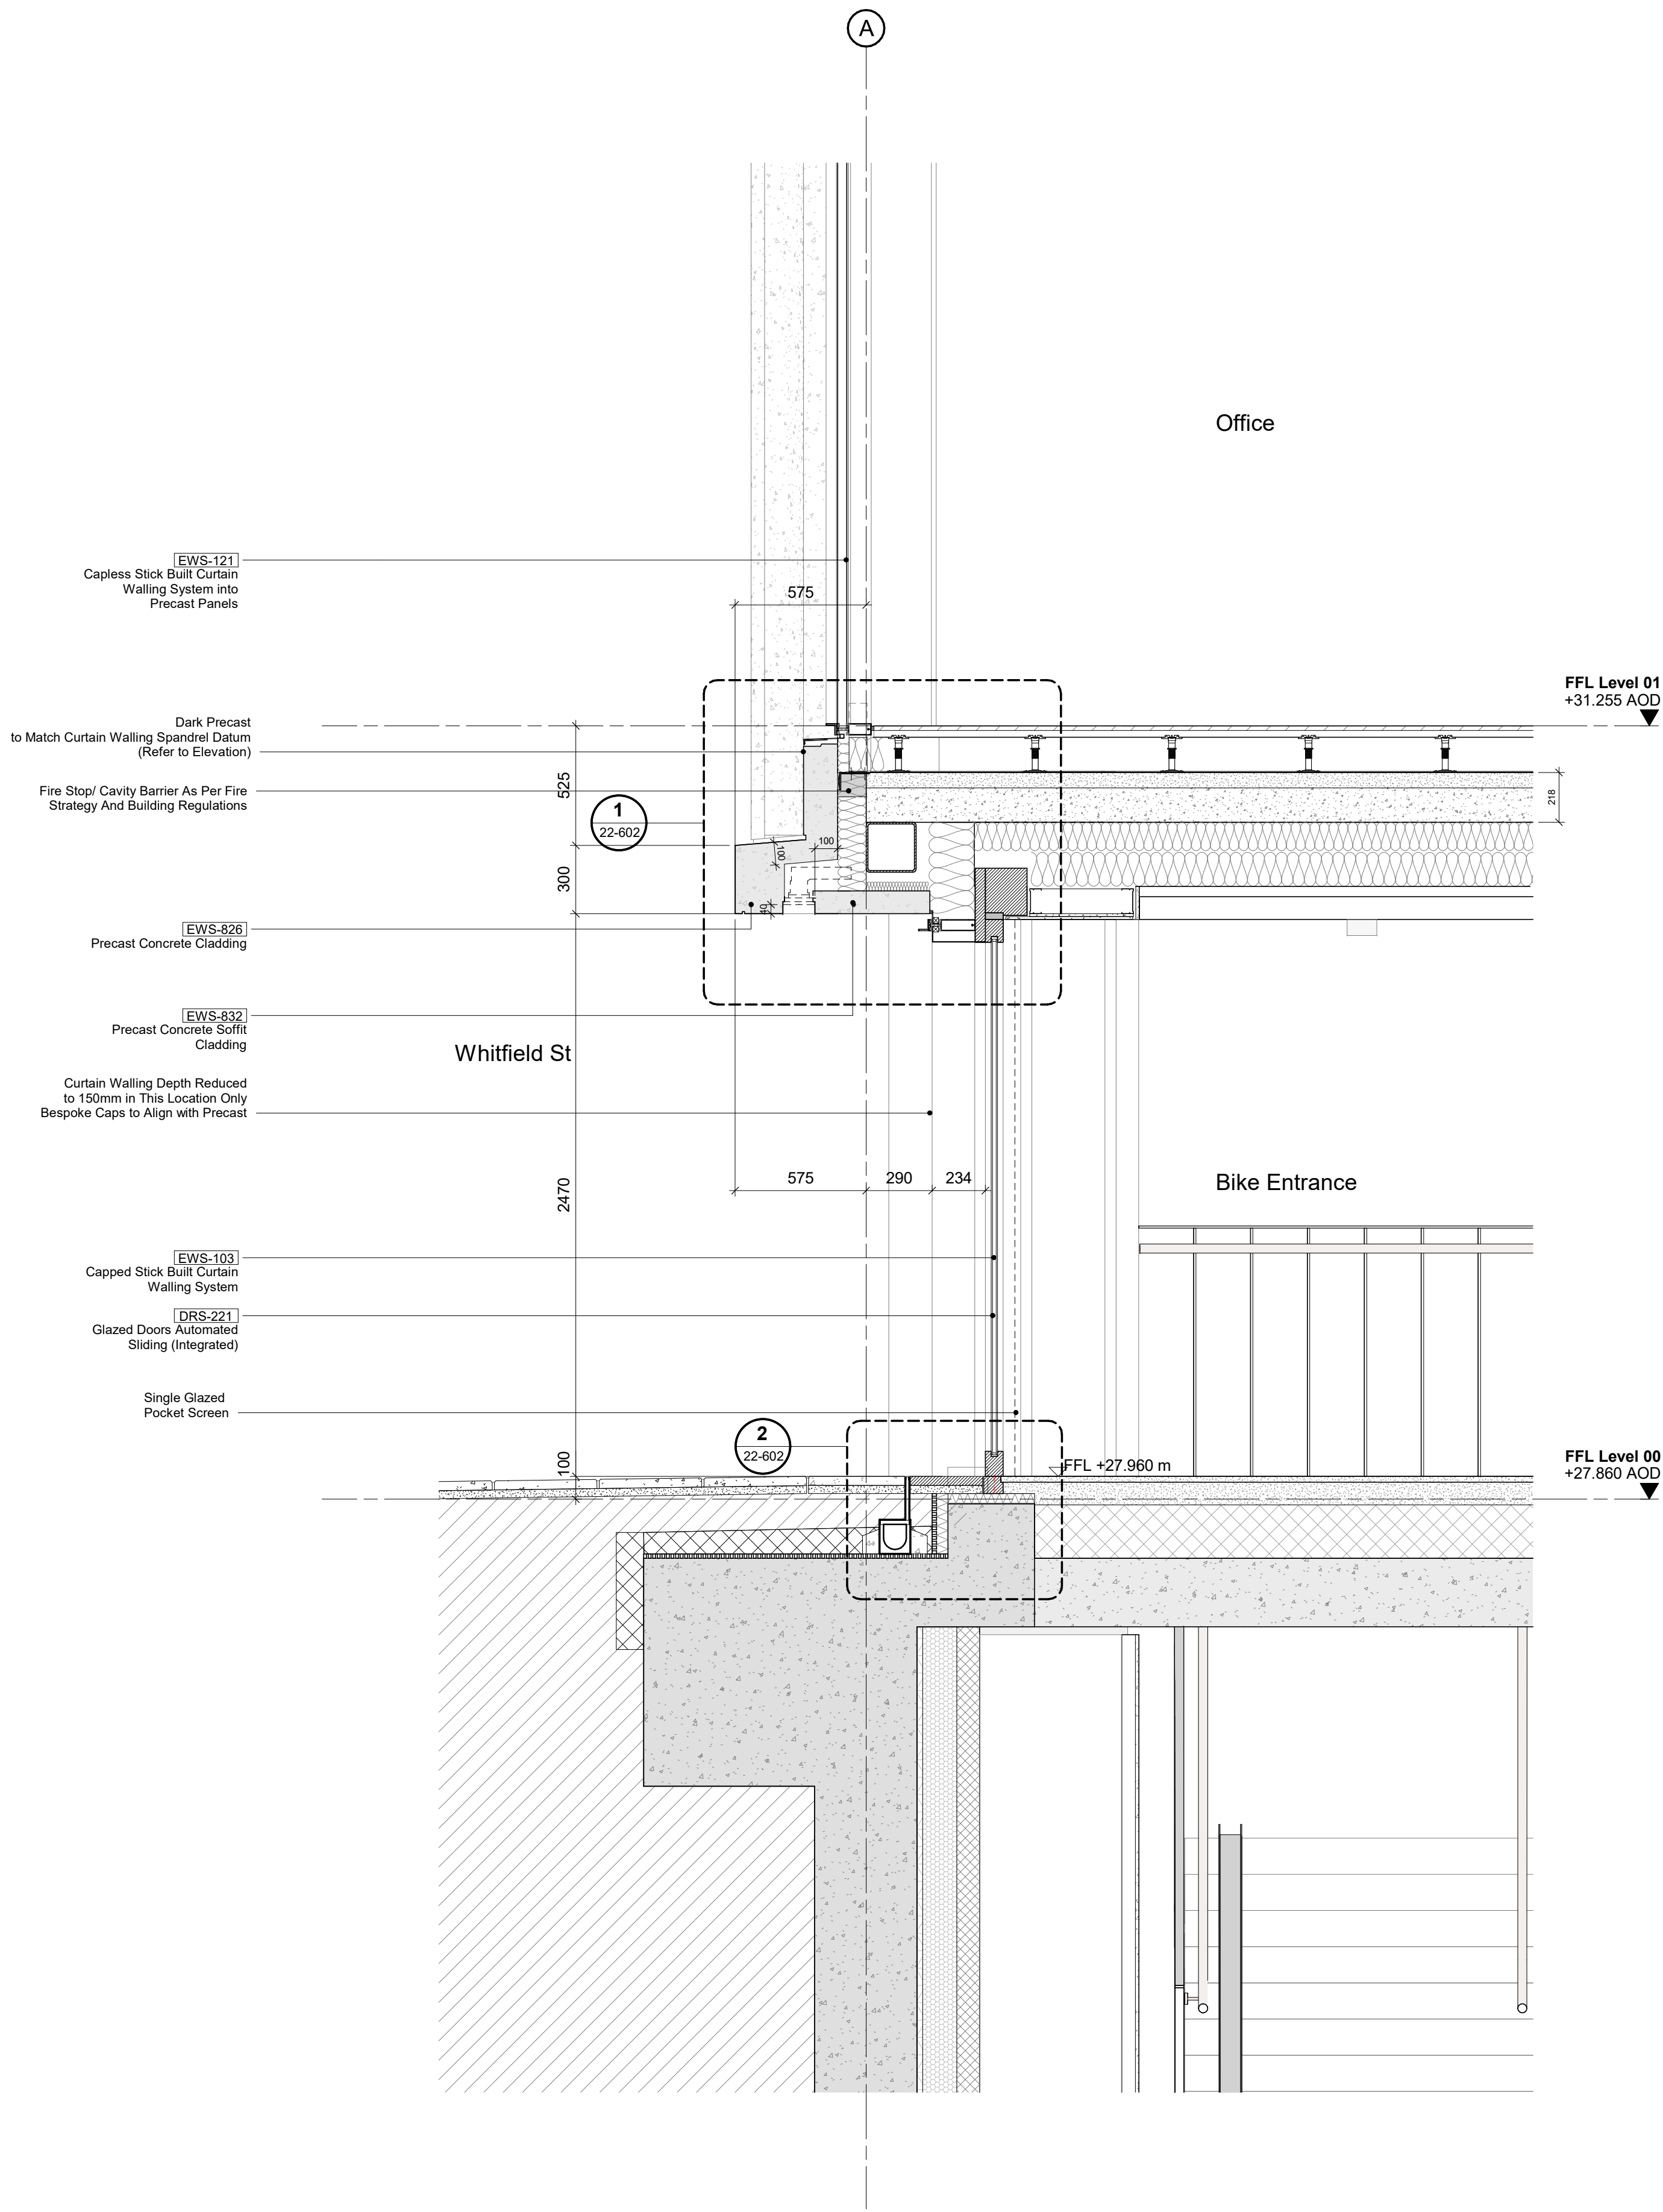 A
Office
EWS-121
Capless Stick Built Curtain
Walling System into
Precast Panels
575
FFL Level 01
+31.255 AOD
Dark Precast
to Match Curtain Walling Spandrel Datum
(Refer to Elevation)
525
Fire Stop/ Cavity Barrier As Per Fire
Strategy And Building Regulations
218
1
22-602
100
100
300
40
EWS-826
Precast Concrete Cladding
EWS-832
Precast Concrete Soffit
Cladding
Whitfield St
Curtain Walling Depth Reduced
to 150mm in This Location Only
Bespoke Caps to Align with Precast
575
290
234
2470
Bike Entrance
EWS-103
Capped Stick Built Curtain
Walling System
DRS-221
Glazed Doors Automated
Sliding (Integrated)
Single Glazed
Pocket Screen
2
22-602
100
FFL +27.960 m
FFL Level 00
+27.860 AOD